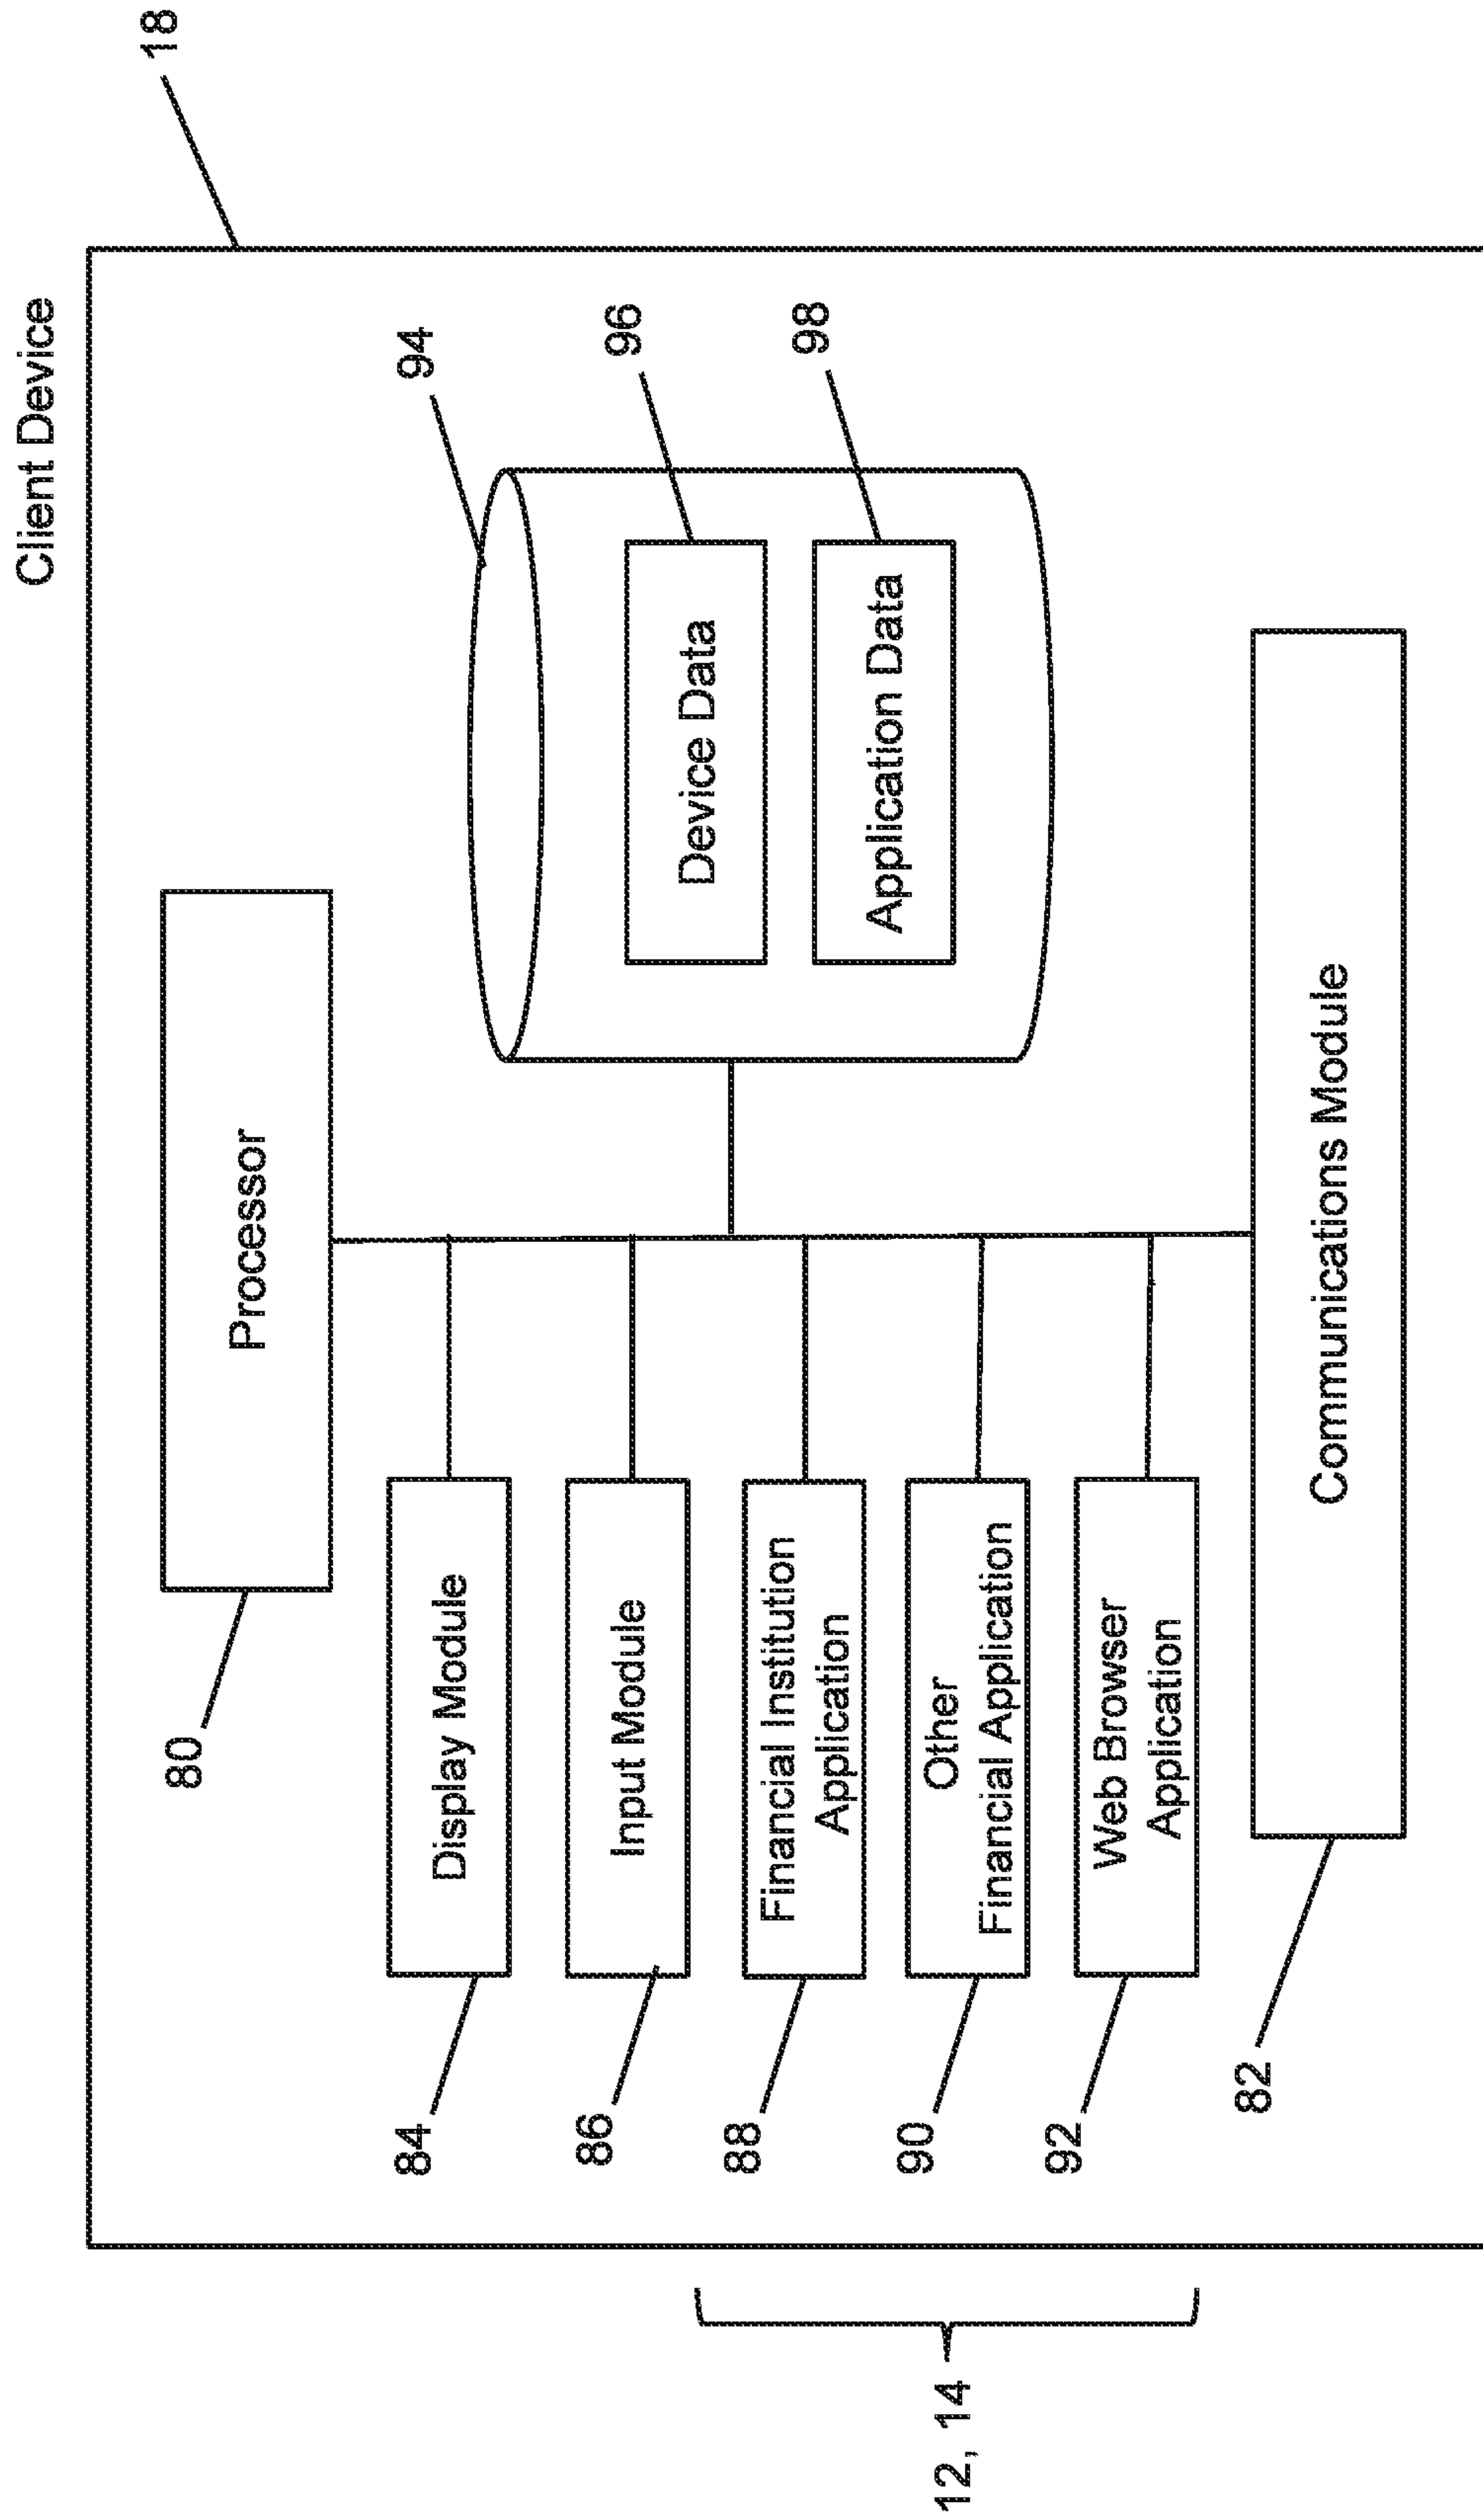 Client Device
18
Processor
80
94
Display Module
84
Input Module
86
Device Data
96
Financial Institution
Application
88
Application Data
98
Other
Financial Application
90
Web Browser
Application
92
12, 14
Communications Module
82